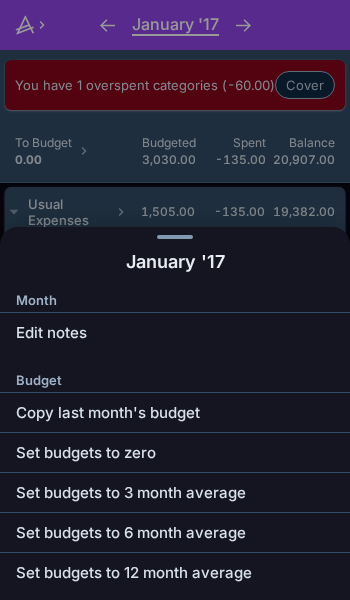 January '17
You have 1 overspent categories (-60.00)
Cover
To Budget Budgeted Spent Balance
0.00 3,030.00 -135.00 20,907.00
Usual
Expenses 1,505.00 -135.00 19,382.00
January '17
Month
Edit notes
Budget
Copy last month's budget
Set budgets to zero
Set budgets to 3 month average
Set budgets to 6 month average
Set budgets to 12 month average